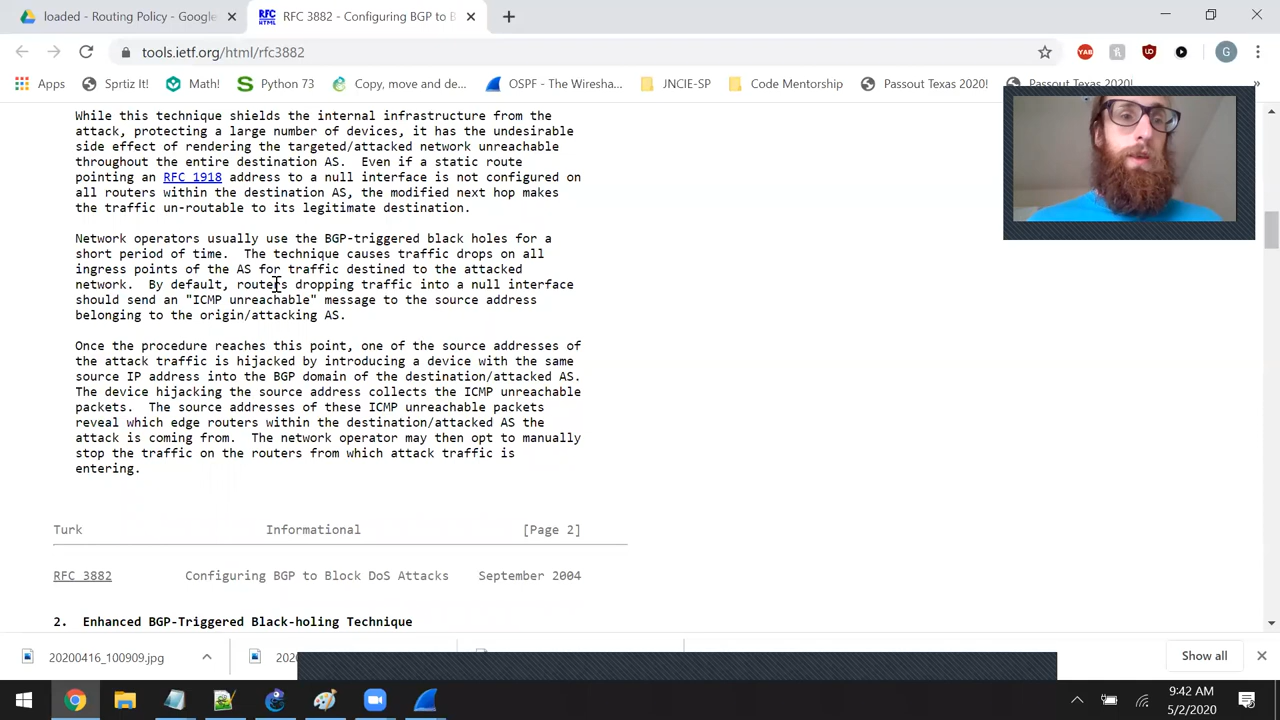 loaded - Routing Policy - Google
RFC HTML
RFC 3882 - Configuring BGP to B
tools.ietf.org/html/rfc3882
YAB
G
Apps
Sprtiz It!
Math!
Python 73
Copy, move and de...
OSPF - The Wiresha...
JNCIE-SP
Code Mentorship
Passout Texas 2020!
Passout Texas 2020!
»
While this technique shields the internal infrastructure from the
attack, protecting a large number of devices, it has the undesirable
side effect of rendering the targeted/attacked network unreachable
throughout the entire destination AS.  Even if a static route
pointing an RFC 1918 address to a null interface is not configured on
all routers within the destination AS, the modified next hop makes
the traffic un-routable to its legitimate destination.
Network operators usually use the BGP-triggered black holes for a
short period of time.  The technique causes traffic drops on all
ingress points of the AS for traffic destined to the attacked
network.  By default, routers dropping traffic into a null interface
should send an "ICMP unreachable" message to the source address
belonging to the origin/attacking AS.
Once the procedure reaches this point, one of the source addresses of
the attack traffic is hijacked by introducing a device with the same
source IP address into the BGP domain of the destination/attacked AS.
The device hijacking the source address collects the ICMP unreachable
packets.  The source addresses of these ICMP unreachable packets
reveal which edge routers within the destination/attacked AS the
attack is coming from.  The network operator may then opt to manually
stop the traffic on the routers from which attack traffic is
entering.
Turk Informational [Page 2]
RFC 3882 Configuring BGP to Block DoS Attacks September 2004
2.  Enhanced BGP-Triggered Black-holing Technique
20200416_100909.jpg
Show all
9:42 AM
5/2/2020